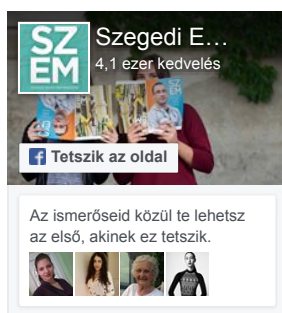 SZ
EM
Szegedi E…
4,1 ezer kedvelés
Tetszik az oldal
Az ismerőseid közül te lehetsz
az első, akinek ez tetszik.